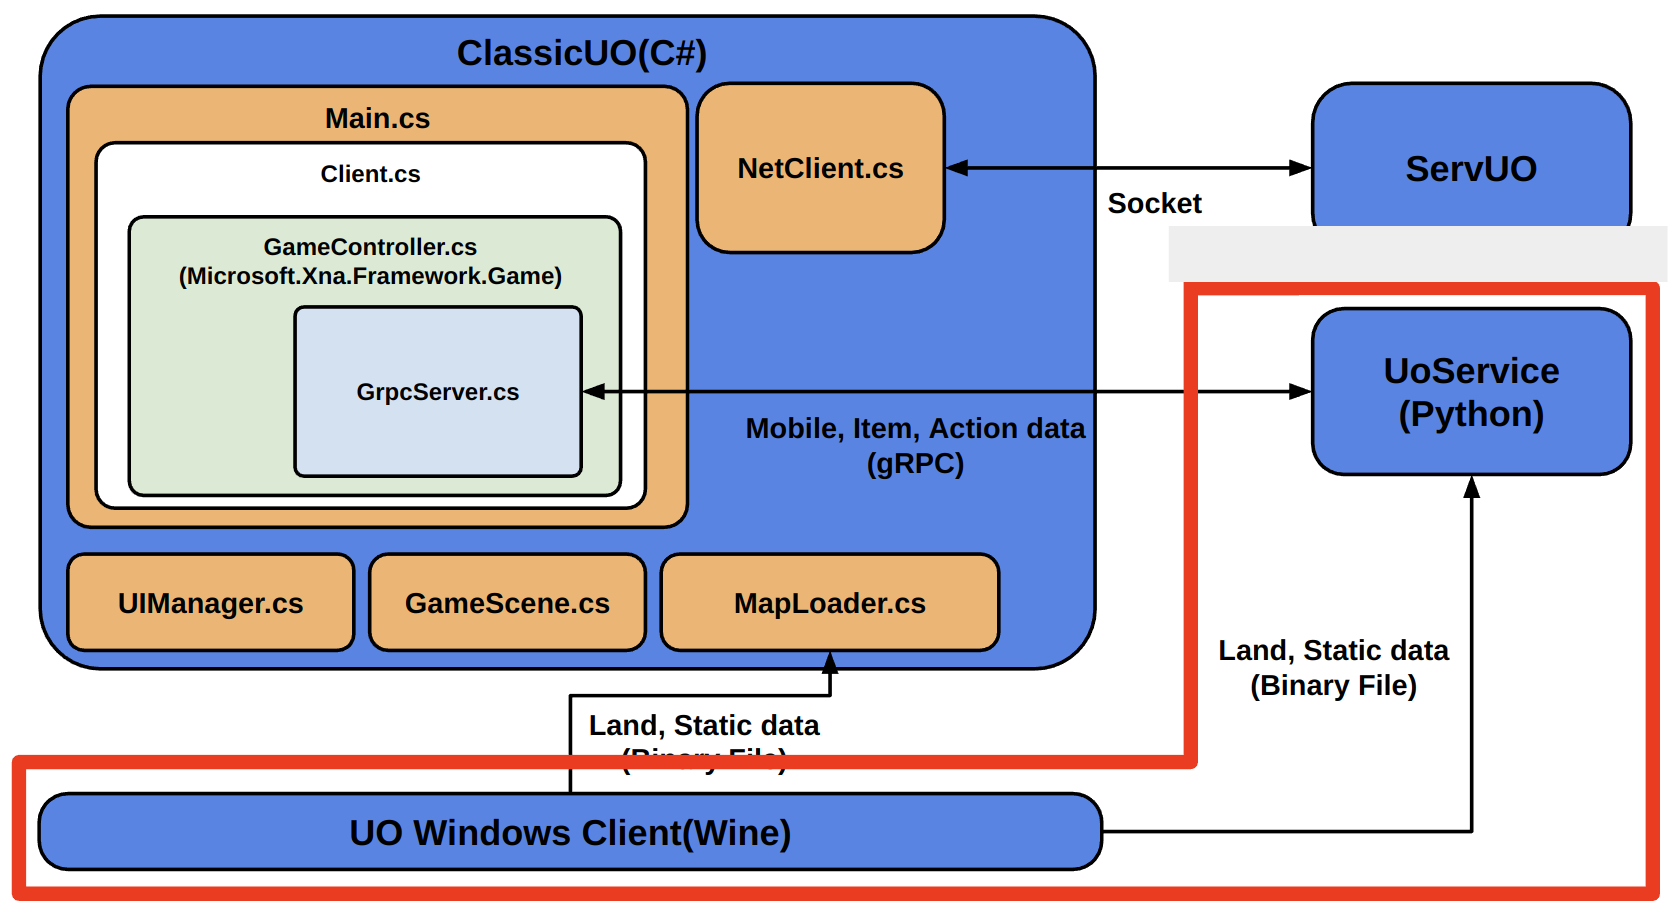 ClassicUO(C#)
Main.cs
Client.cs
GameController.cs
(Microsoft.Xna.Framework.Game)
GrpcServer.cs
NetClient.cs
Socket
ServUO
Mobile, Item, Action data
(gRPC)
UoService
(Python)
UIManager.cs
GameScene.cs
MapLoader.cs
Land, Static data
(Binary File)
Land, Static data
(Binary File)
UO Windows Client(Wine)